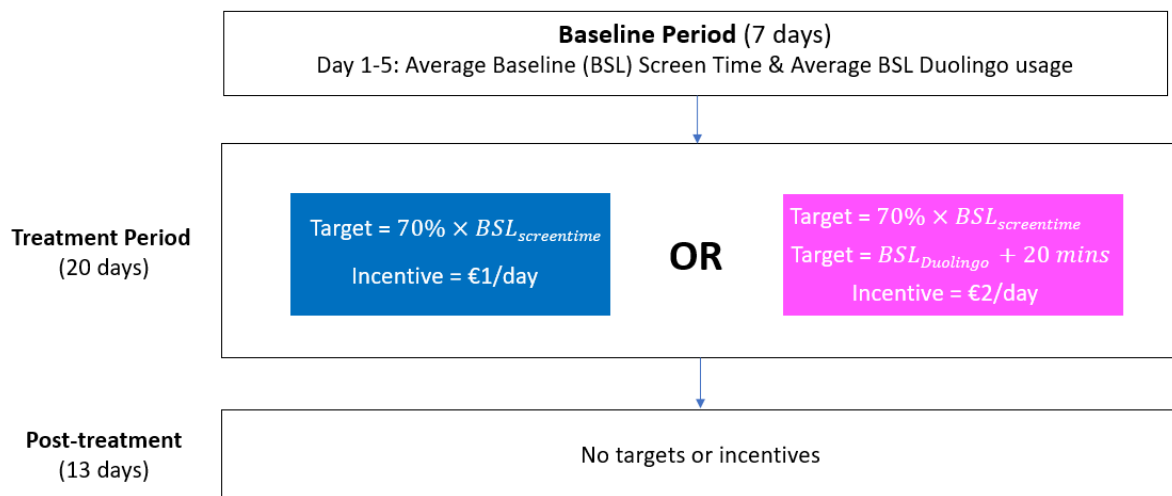 Baseline Period (7 days)
Day 1-5: Average Baseline (BSL) Screen Time & Average BSL Duolingo usage
Treatment Period
(20 days)
Target = 70% × BSL_screentime
Incentive = €1/day
OR
Target = 70% × BSL_screentime
Target = BSL_Duolingo + 20 mins
Incentive = €2/day
Post-treatment
(13 days)
No targets or incentives